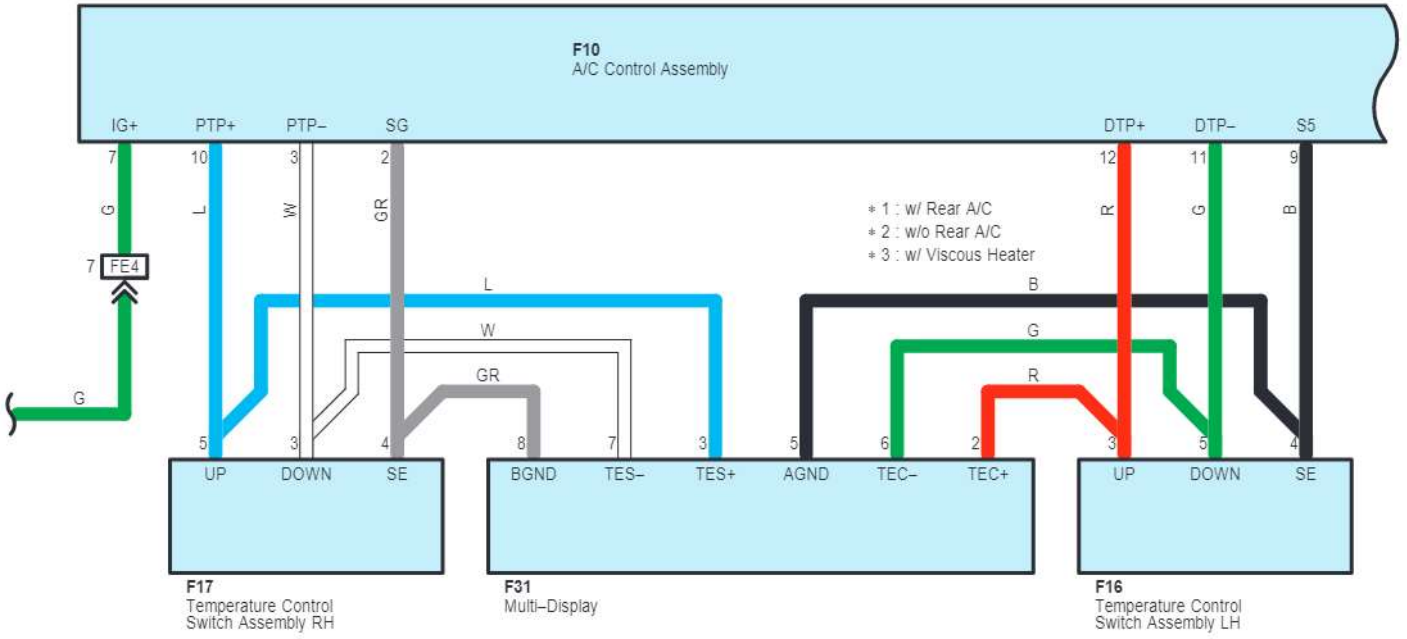 F10
A/C Control Assembly
IG+ PTP+ PTP– SG DTP+ DTP– S5
7 10 3 2 12 11 9
G L W GR R G B
* 1 : w/ Rear A/C
* 2 : w/o Rear A/C
* 3 : w/ Viscous Heater
7 FE4
L B
W G
GR R
G
5 3 4 8 7 3 5 6 2 3 5 4
UP DOWN SE BGND TES– TES+ AGND TEC– TEC+ UP DOWN SE
F17
Temperature Control
Switch Assembly RH
F31
Multi–Display
F16
Temperature Control
Switch Assembly LH